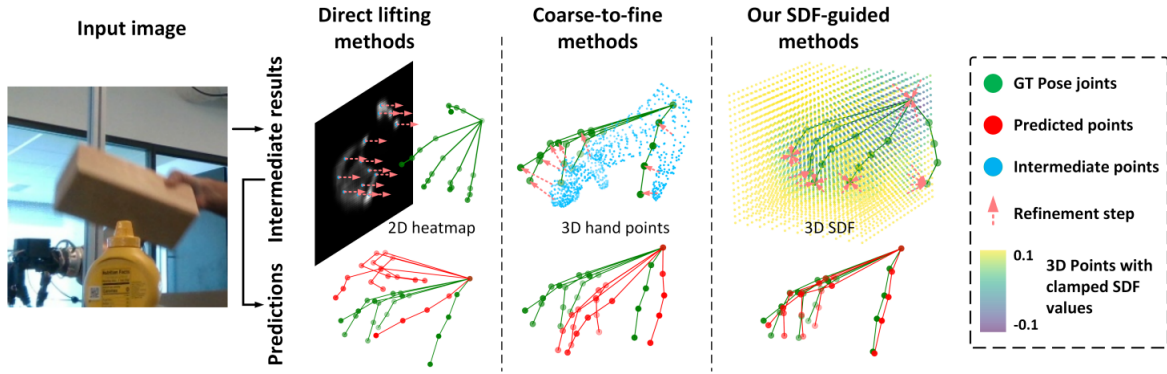 Input image
Direct lifting
methods
Coarse-to-fine
methods
Our SDF-guided
methods
Intermediate results
Predictions
2D heatmap
3D hand points
3D SDF
GT Pose joints
Predicted points
Intermediate points
Refinement step
0.1
-0.1
3D Points with
clamped SDF
values